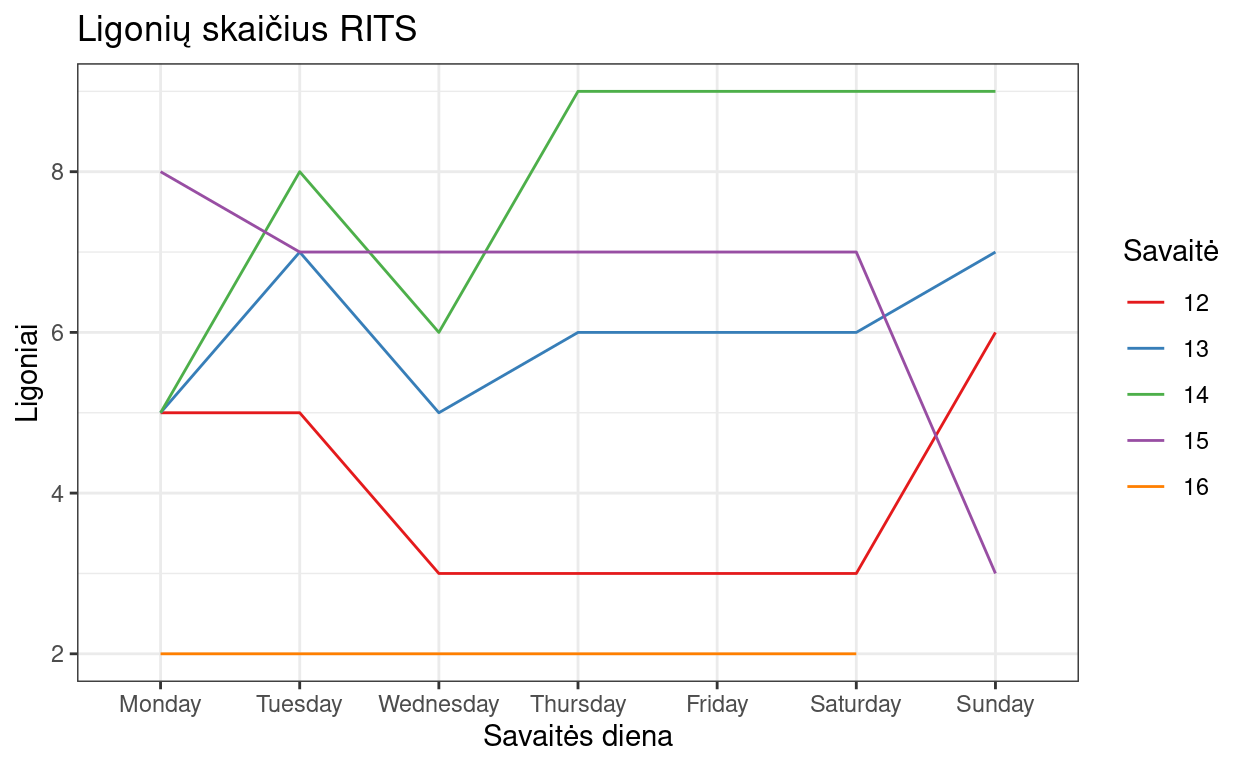 Ligonių skaičius RITS
Ligoniai
8
6
4
2
Monday Tuesday Wednesday Thursday Friday Saturday Sunday
Savaitės diena
Savaitė
12
13
14
15
16